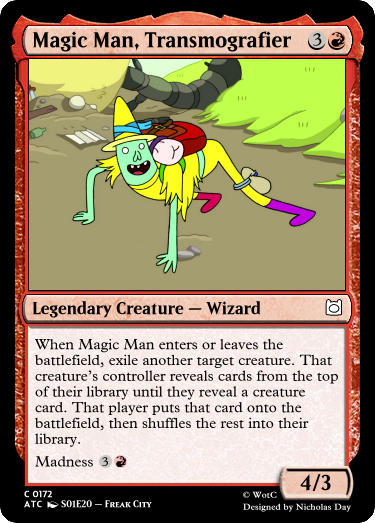 Magic Man, Transmografier 3
Legendary Creature — Wizard
When Magic Man enters or leaves the
battlefield, exile another target creature. That
creature's controller reveals cards from the top
of their library until they reveal a creature
card. That player puts that card onto the
battlefield, then shuffles the rest into their
library.
Madness 3
4/3
C 0172
ATC S01E20 – Freak City
© WotC
Designed by Nicholas Day